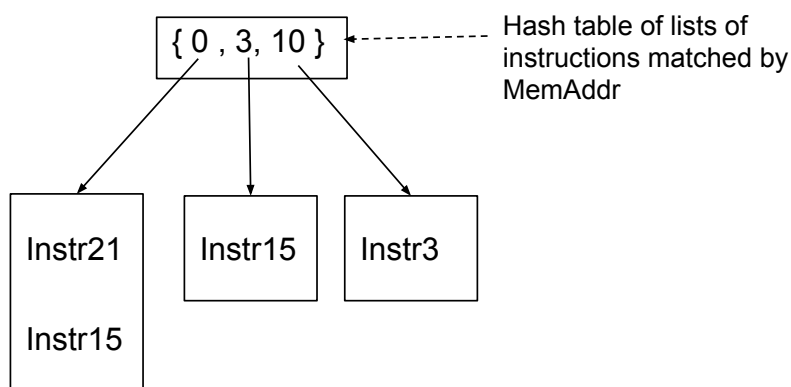 { 0 , 3, 10 }
Hash table of lists of
instructions matched by
MemAddr
Instr21
Instr15
Instr15
Instr3